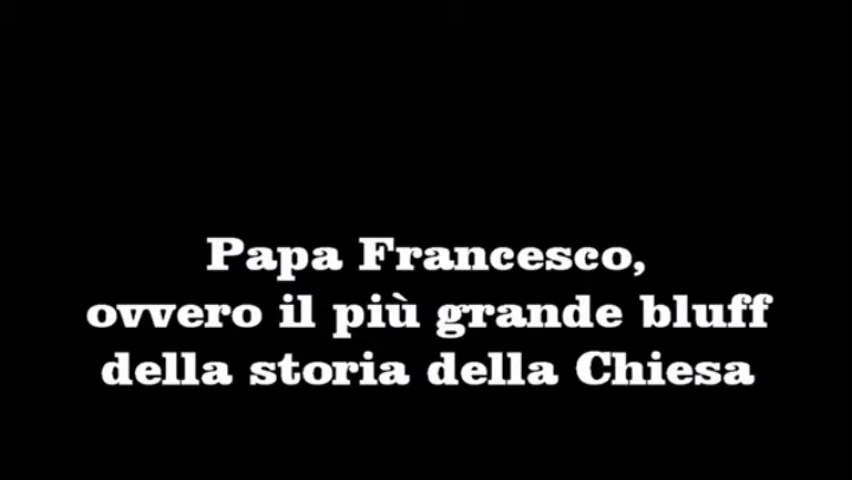 Papa Francesco,
ovvero il più grande bluff
della storia della Chiesa